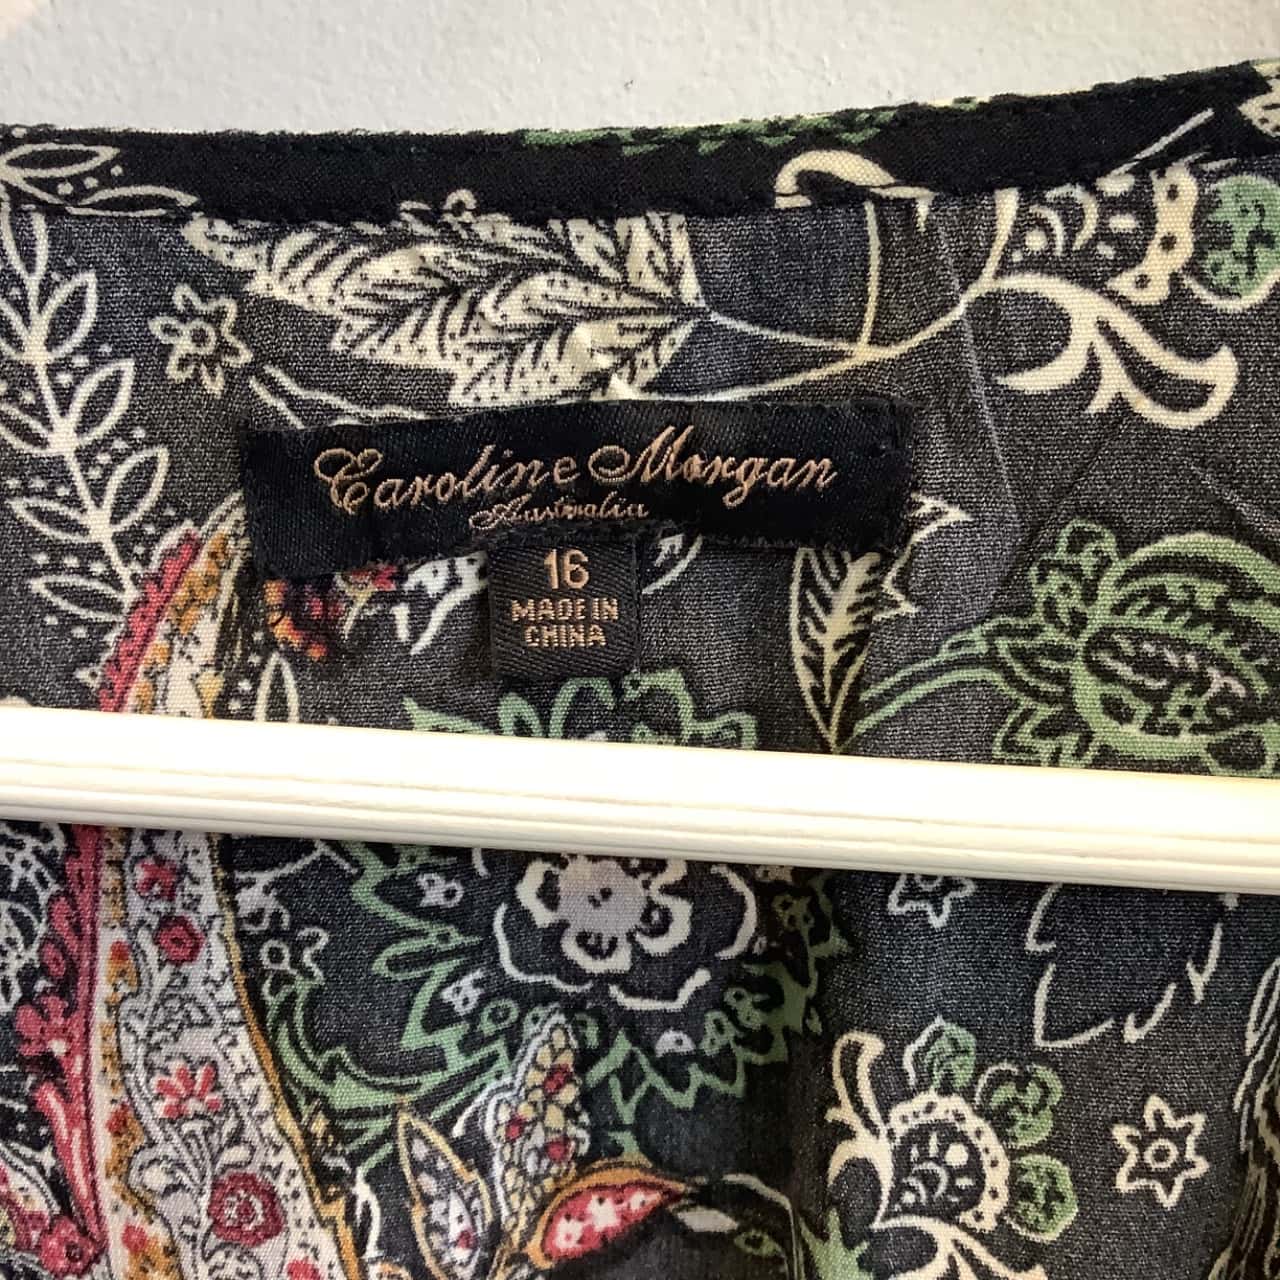 Caroline Morgan
Australia
16
MADE IN
CHINA